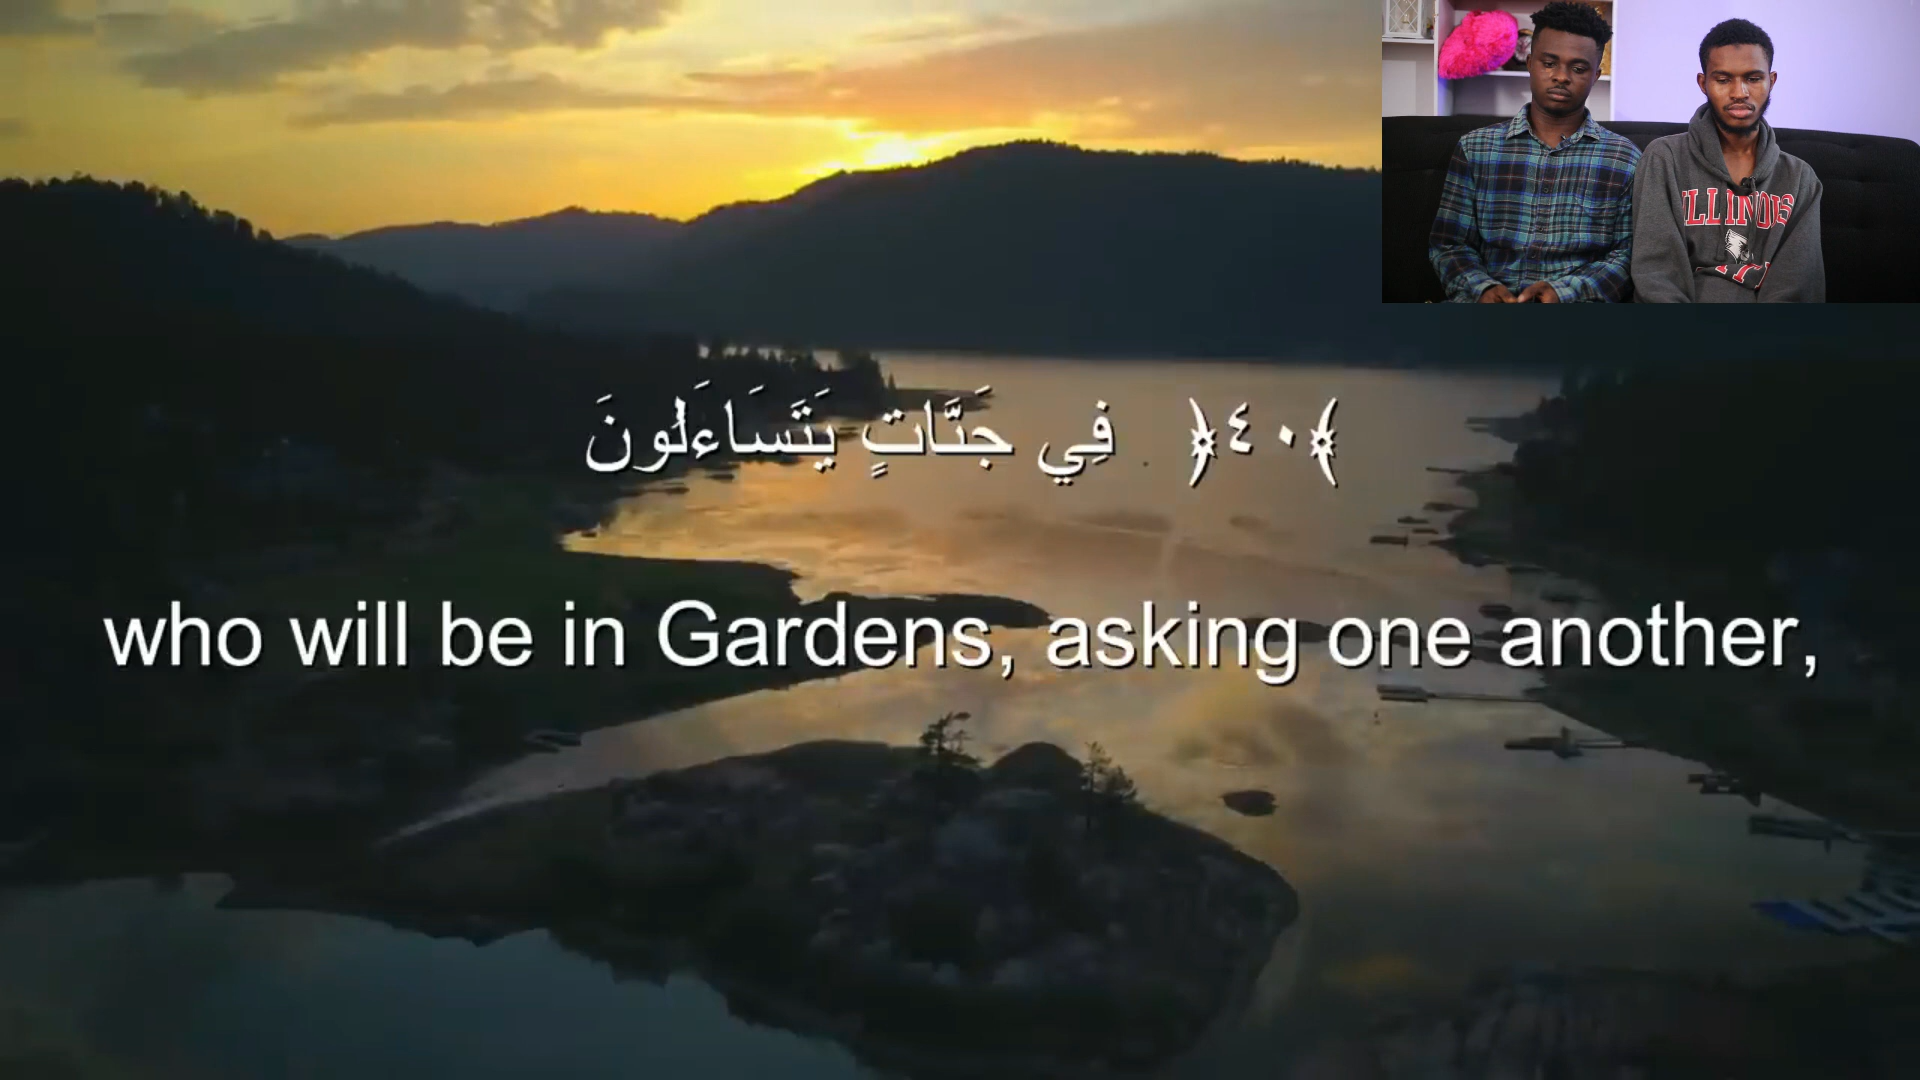 ﴿٤٠﴾ فِي جَنَّاتٍ يَتَسَاءَلُونَ
who will be in Gardens, asking one another,
ILLINOIS